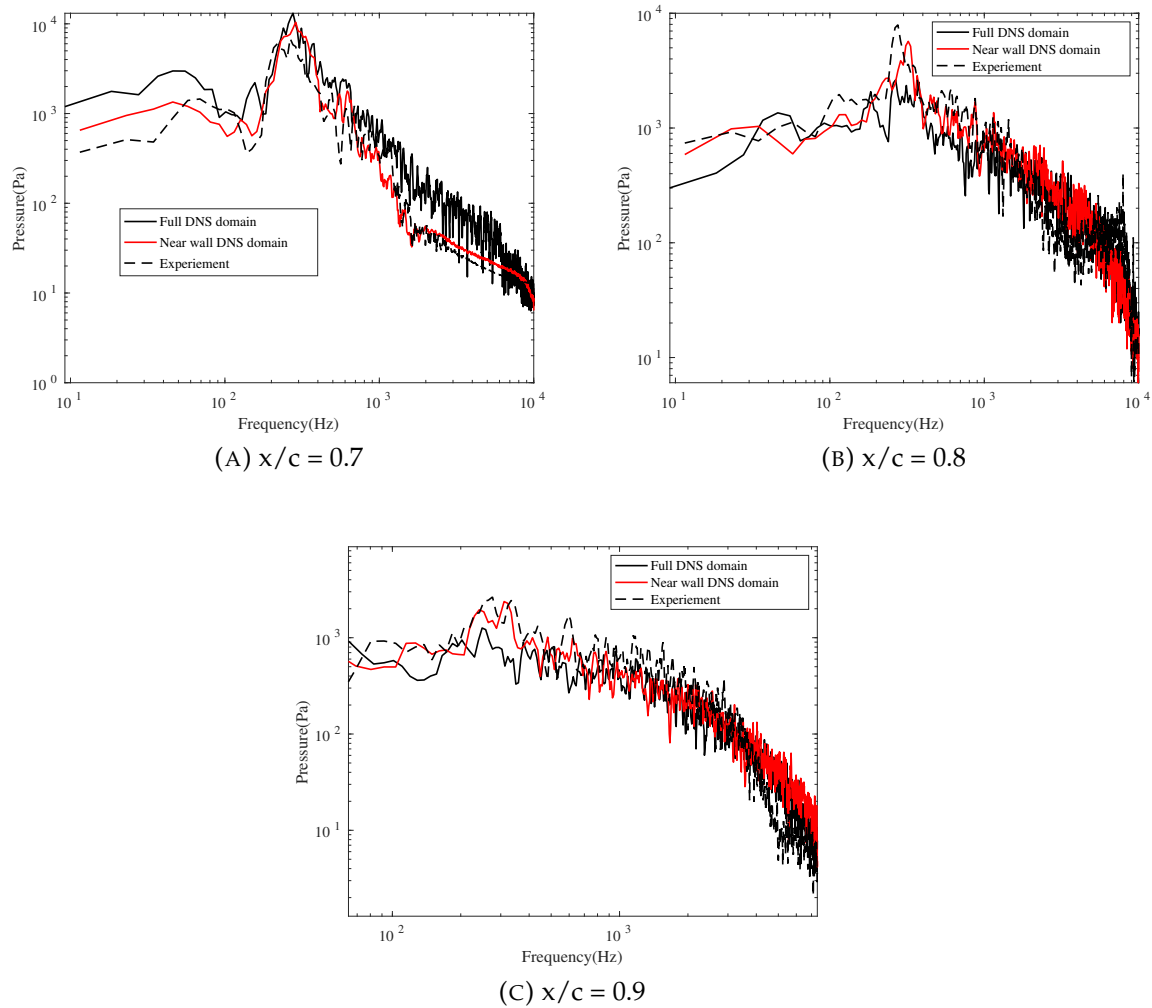 10^4
10^3
10^2
10^1
10^0
Pressure(Pa)
Full DNS domain
Near wall DNS domain
Experiement
10^1
10^2
10^3
10^4
Frequency(Hz)
(A) x/c = 0.7
10^4
10^3
10^2
10^1
Pressure(Pa)
Full DNS domain
Near wall DNS domain
Experiement
10^1
10^2
10^3
10^4
Frequency(Hz)
(B) x/c = 0.8
10^3
10^2
10^1
Pressure(Pa)
Full DNS domain
Near wall DNS domain
Experiement
10^2
10^3
Frequency(Hz)
(C) x/c = 0.9